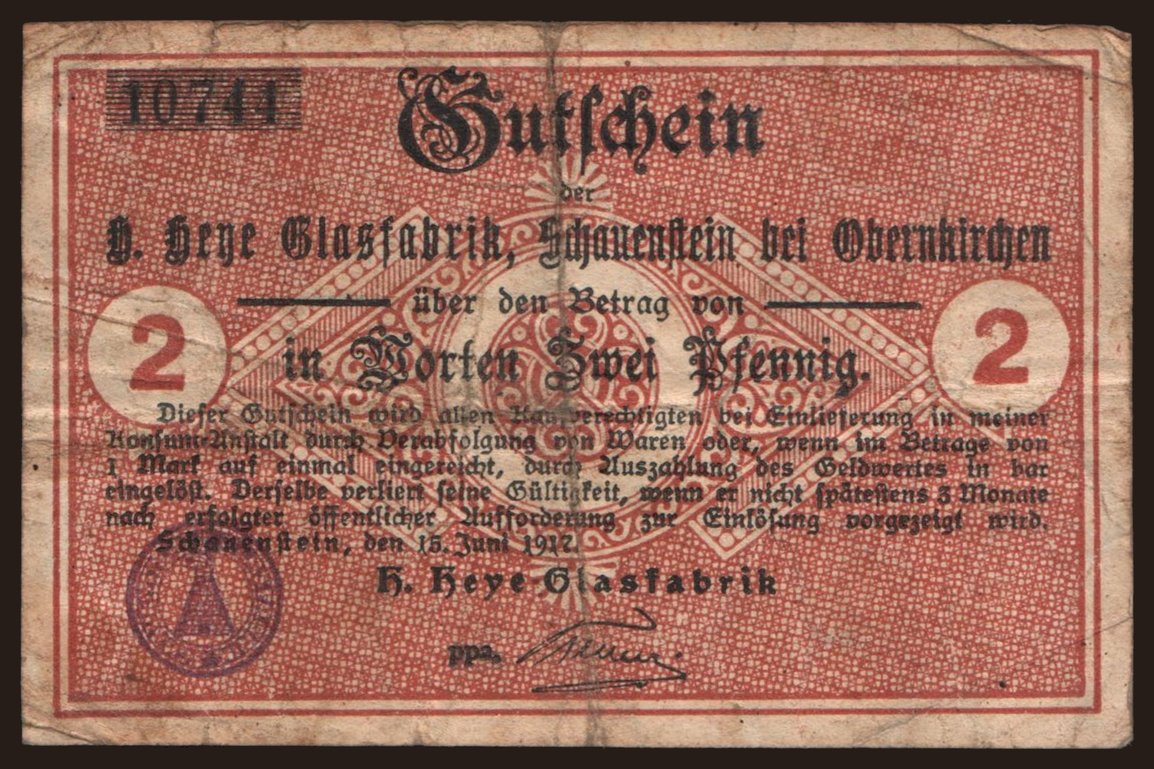 10744
Gutschein
der
H. Heye Glasfabrik, Schauenstein bei Obernkirchen
über den Betrag von
2 in Worten Zwei Pfennig. 2
Dieser Gutschein wird allen Kaufberechtigten bei Einlieferung in meiner
Konsum-Anstalt durch Verabfolgung von Waren oder, wenn im Betrage von
1 Mark auf einmal eingereicht, durch Auszahlung des Geldwertes in bar
eingelöst. Derselbe verliert seine Gültigkeit, wenn er nicht spätestens 3 Monate
nach erfolgter öffentlicher Aufforderung zur Einlösung vorgezeigt wird.
Schauenstein, den 15. Juni 1917.
H. Heye Glasfabrik
ppa.